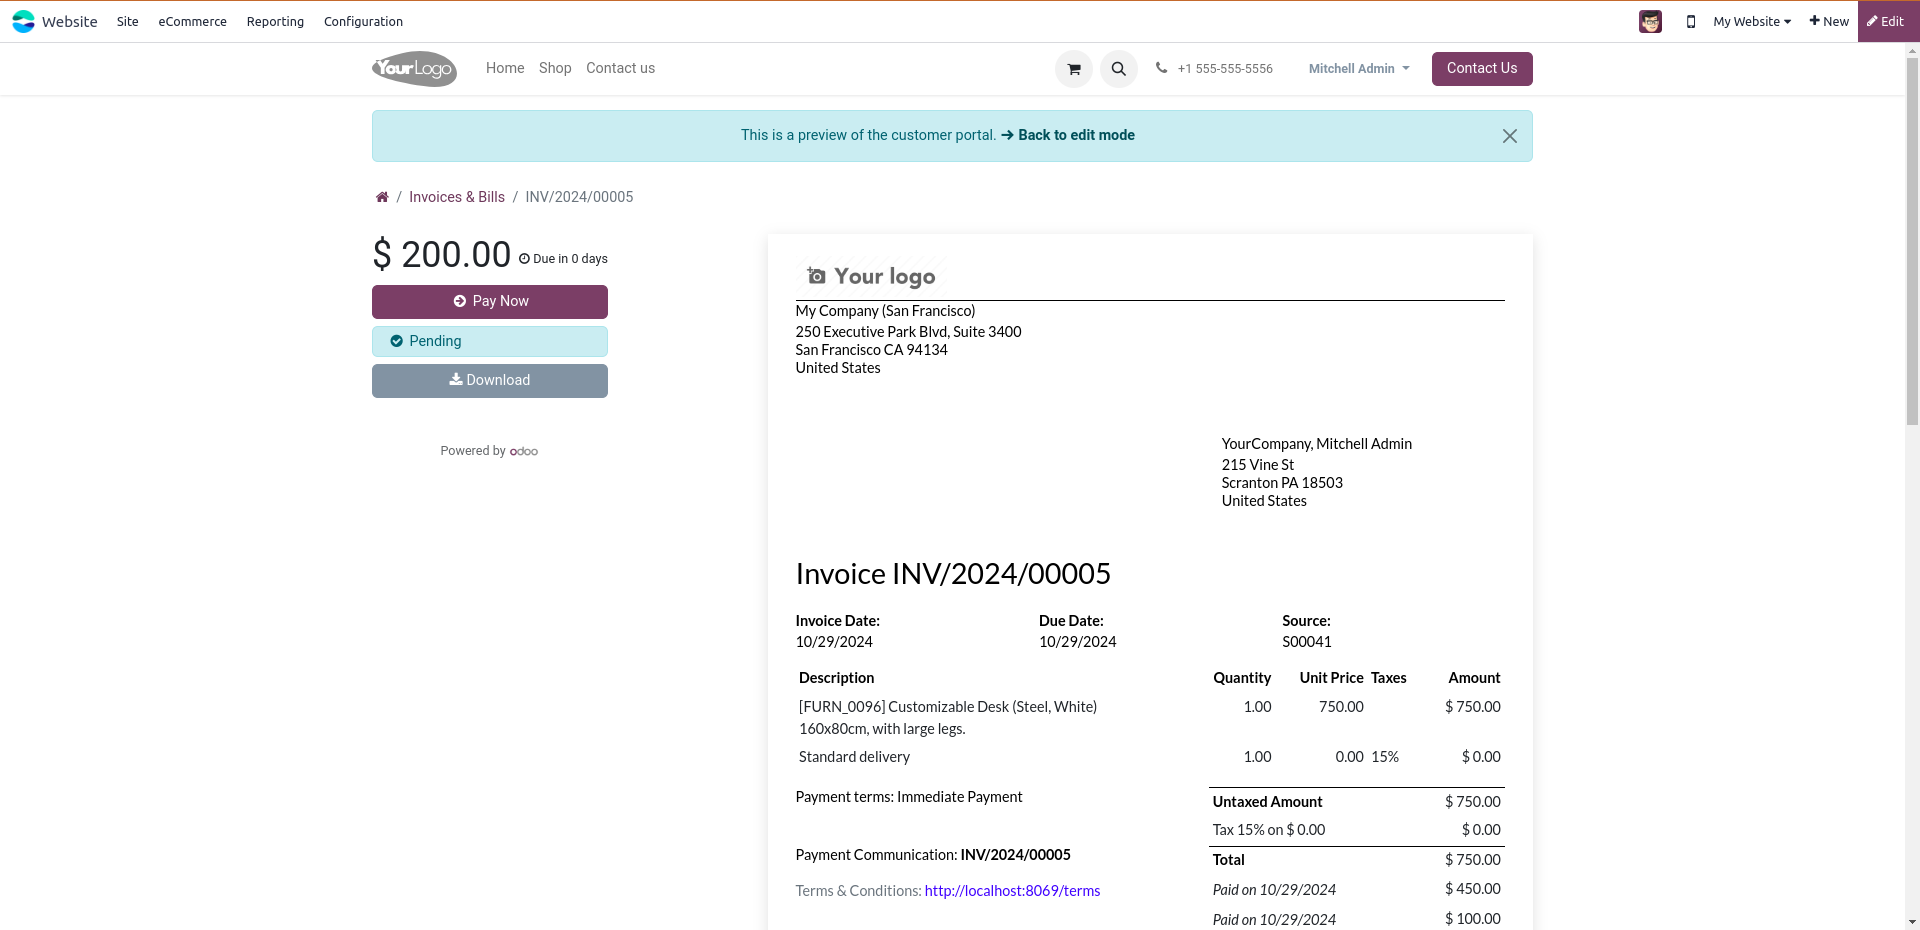 Website Site eCommerce Reporting Configuration My Website New Edit
YourLogo Home Shop Contact us +1 555-555-5556 Mitchell Admin Contact Us
This is a preview of the customer portal. Back to edit mode
/ Invoices & Bills / INV/2024/00005
$ 200.00 Due in 0 days
Pay Now
Pending
Download
Powered by odoo
Your logo
My Company (San Francisco)
250 Executive Park Blvd, Suite 3400
San Francisco CA 94134
United States
YourCompany, Mitchell Admin
215 Vine St
Scranton PA 18503
United States
Invoice INV/2024/00005
Invoice Date: Due Date: Source:
10/29/2024 10/29/2024 S00041
Description Quantity Unit Price Taxes Amount
[FURN_0096] Customizable Desk (Steel, White) 1.00 750.00 $ 750.00
160x80cm, with large legs.
Standard delivery 1.00 0.00 15% $ 0.00
Payment terms: Immediate Payment
Untaxed Amount $ 750.00
Tax 15% on $ 0.00 $ 0.00
Payment Communication: INV/2024/00005
Total $ 750.00
Terms & Conditions: http://localhost:8069/terms
Paid on 10/29/2024 $ 450.00
Paid on 10/29/2024 $ 100.00